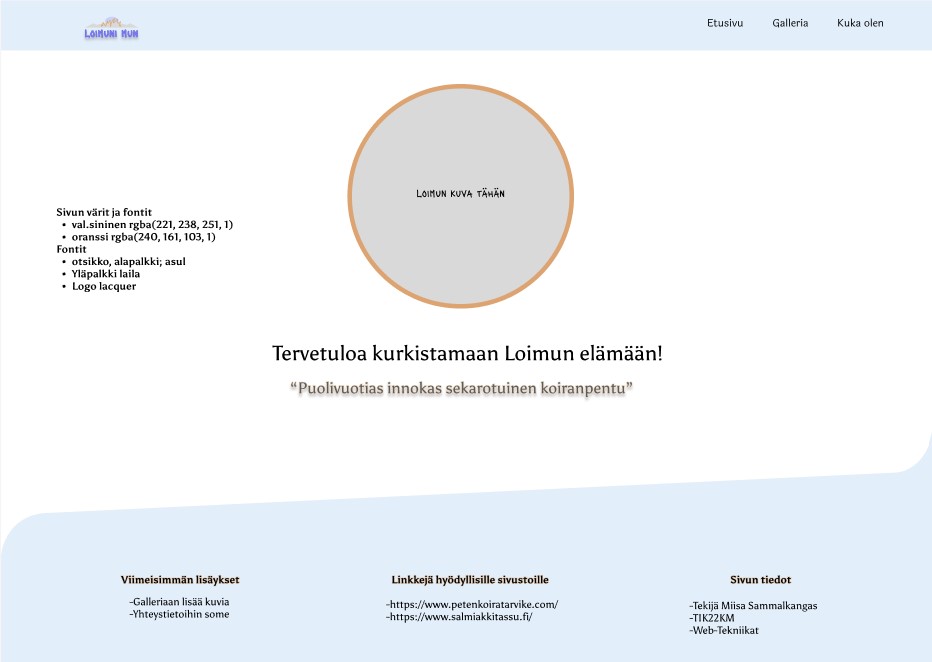 LOIMUNI MUN
Etusivu Galleria Kuka olen
LOIMUN KUVA TÄHÄN
Sivun värit ja fontit
• val.sininen rgba(221, 238, 251, 1)
• oranssi rgba(240, 161, 103, 1)
Fontit
• otsikko, alapalkki; asul
• Yläpalkki laila
• Logo lacquer
Tervetuloa kurkistamaan Loimun elämään!
“Puolivuotias innokas sekarotuinen koiranpentu”
Viimeisimmän lisäykset
-Galleriaan lisää kuvia
-Yhteystietoihin some
Linkkejä hyödyllisille sivustoille
-https://www.petenkoiratarvike.com/
-https://www.salmiakkitassu.fi/
Sivun tiedot
-Tekijä Miisa Sammalkangas
-TIK22KM
-Web-Tekniikat